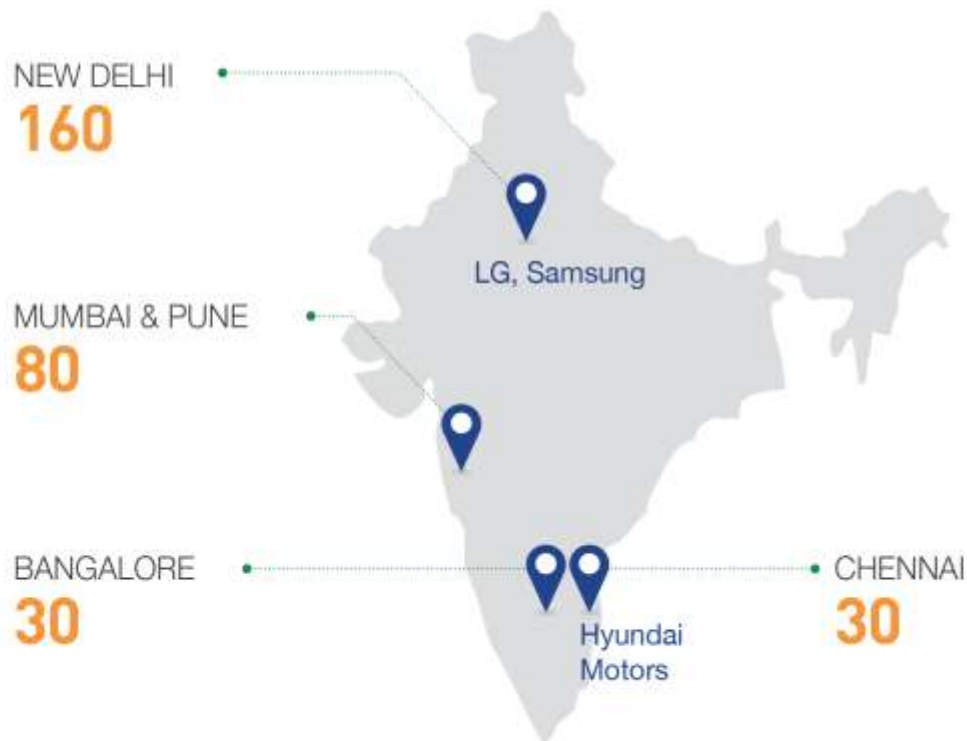 NEW DELHI
160
LG, Samsung
MUMBAI & PUNE
80
BANGALORE
30
CHENNAI
30
Hyundai
Motors